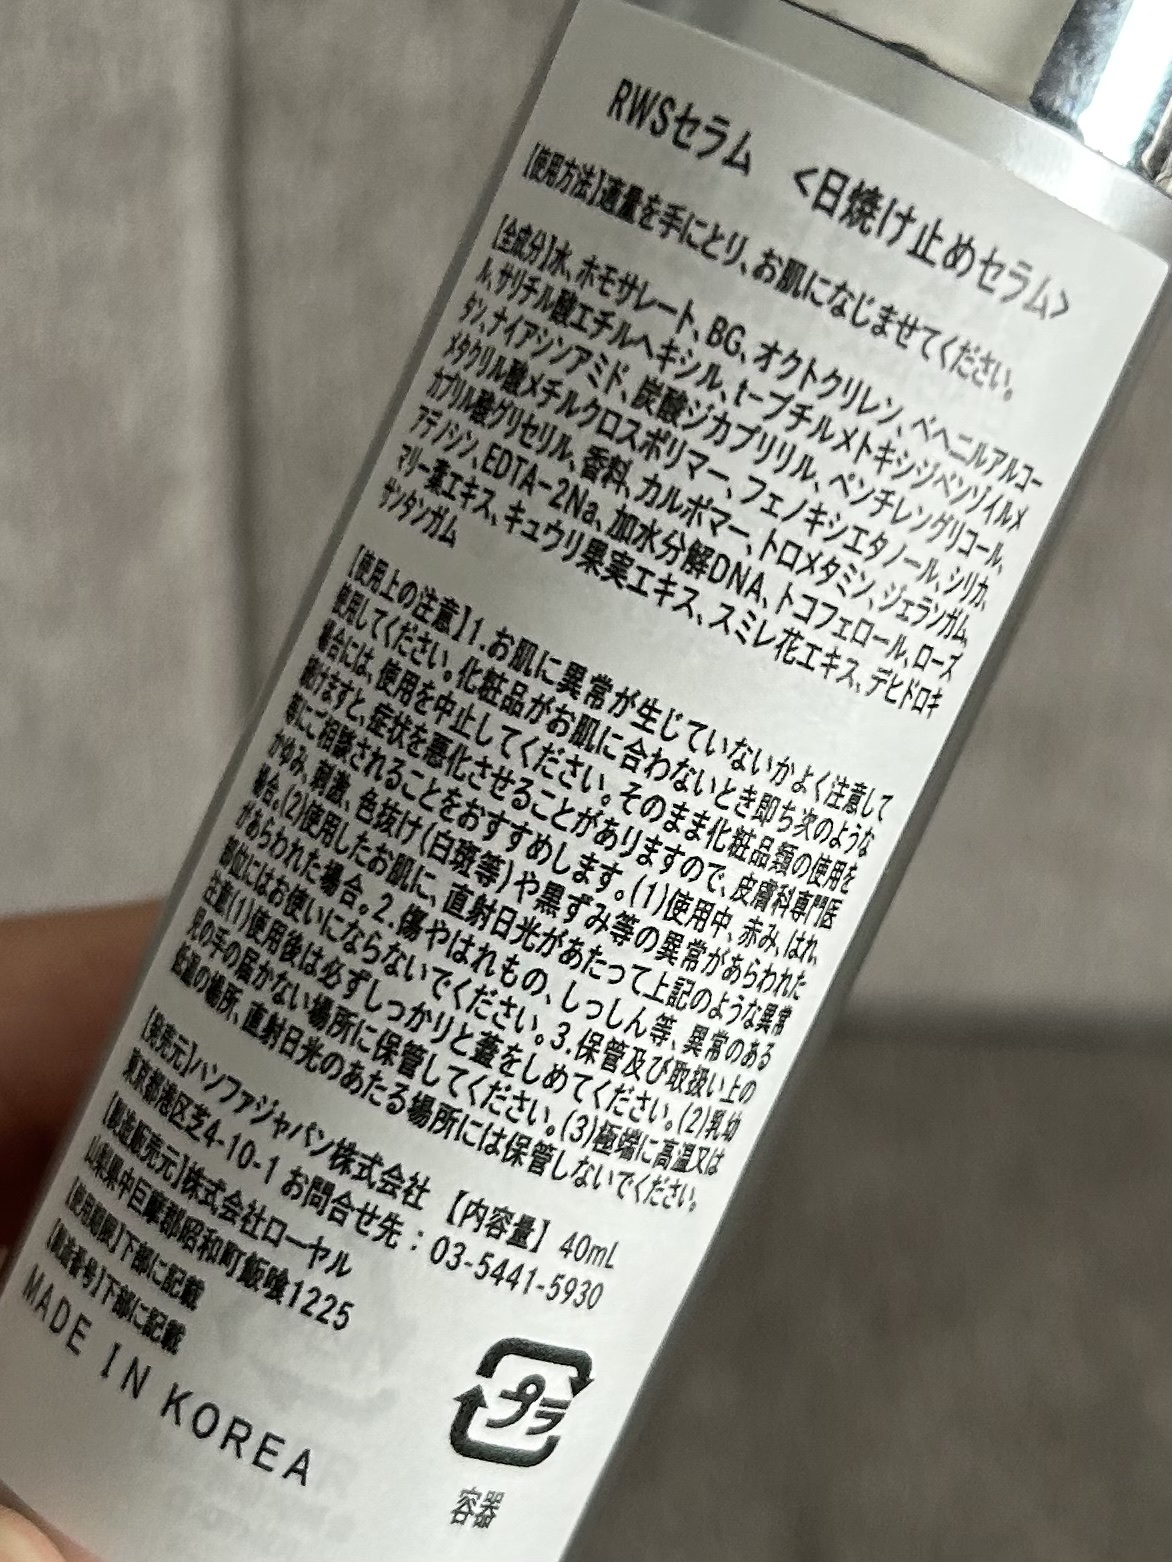 RWSセラム　<日焼け止めセラム>
【使用方法】適量を手にとり、お肌になじませてください。
【全成分】水、ホモサレート、BG、オクトクリレン、ベヘニルアルコー
ル、サリチル酸エチルヘキシル、t-ブチルメトキシジベンゾイルメ
タン、ナイアシンアミド、炭酸ジカプリリル、ペンチレングリコール、
メタクリル酸メチルクロスポリマー、フェノキシエタノール、シリカ、
カプリル酸グリセリル、香料、カルボマー、トロメタミン、ジェランガム、
アデノシン、EDTA-2Na、加水分解DNA、トコフェロール、ローズ
マリー葉エキス、キュウリ果実エキス、スミレ花エキス、デヒドロキ
サンタンガム
【使用上の注意】1.お肌に異常が生じていないかよく注意して
使用してください。化粧品がお肌に合わないとき即ち次のような
場合には、使用を中止してください。そのまま化粧品類の使用を
続けますと、症状を悪化させることがありますので、皮膚科専門医
等にご相談されることをおすすめします。(1)使用中、赤み、はれ、
かゆみ、刺激、色抜け(白斑等)や黒ずみ等の異常があらわれた
場合。(2)使用したお肌に、直射日光があたって上記のような異常
があらわれた場合。2.傷やはれもの、しっしん等、異常のある
部位にはお使いにならないでください。3.保管及び取扱い上の
注意(1)使用後は必ずしっかりと蓋をしめてください。(2)乳幼
児の手の届かない場所に保管してください。(3)極端に高温又は
低温の場所、直射日光のあたる場所には保管しないでください。
【発売元】ハンファジャパン株式会社　【内容量】40mL
東京都港区芝4-10-1 お問合せ先：03-5441-5930
【製造販売元】株式会社ローヤル
山梨県中巨摩郡昭和町飯喰1225
【使用期限】下部に記載
【製造番号】下部に記載
MADE IN KOREA
プラ
容器